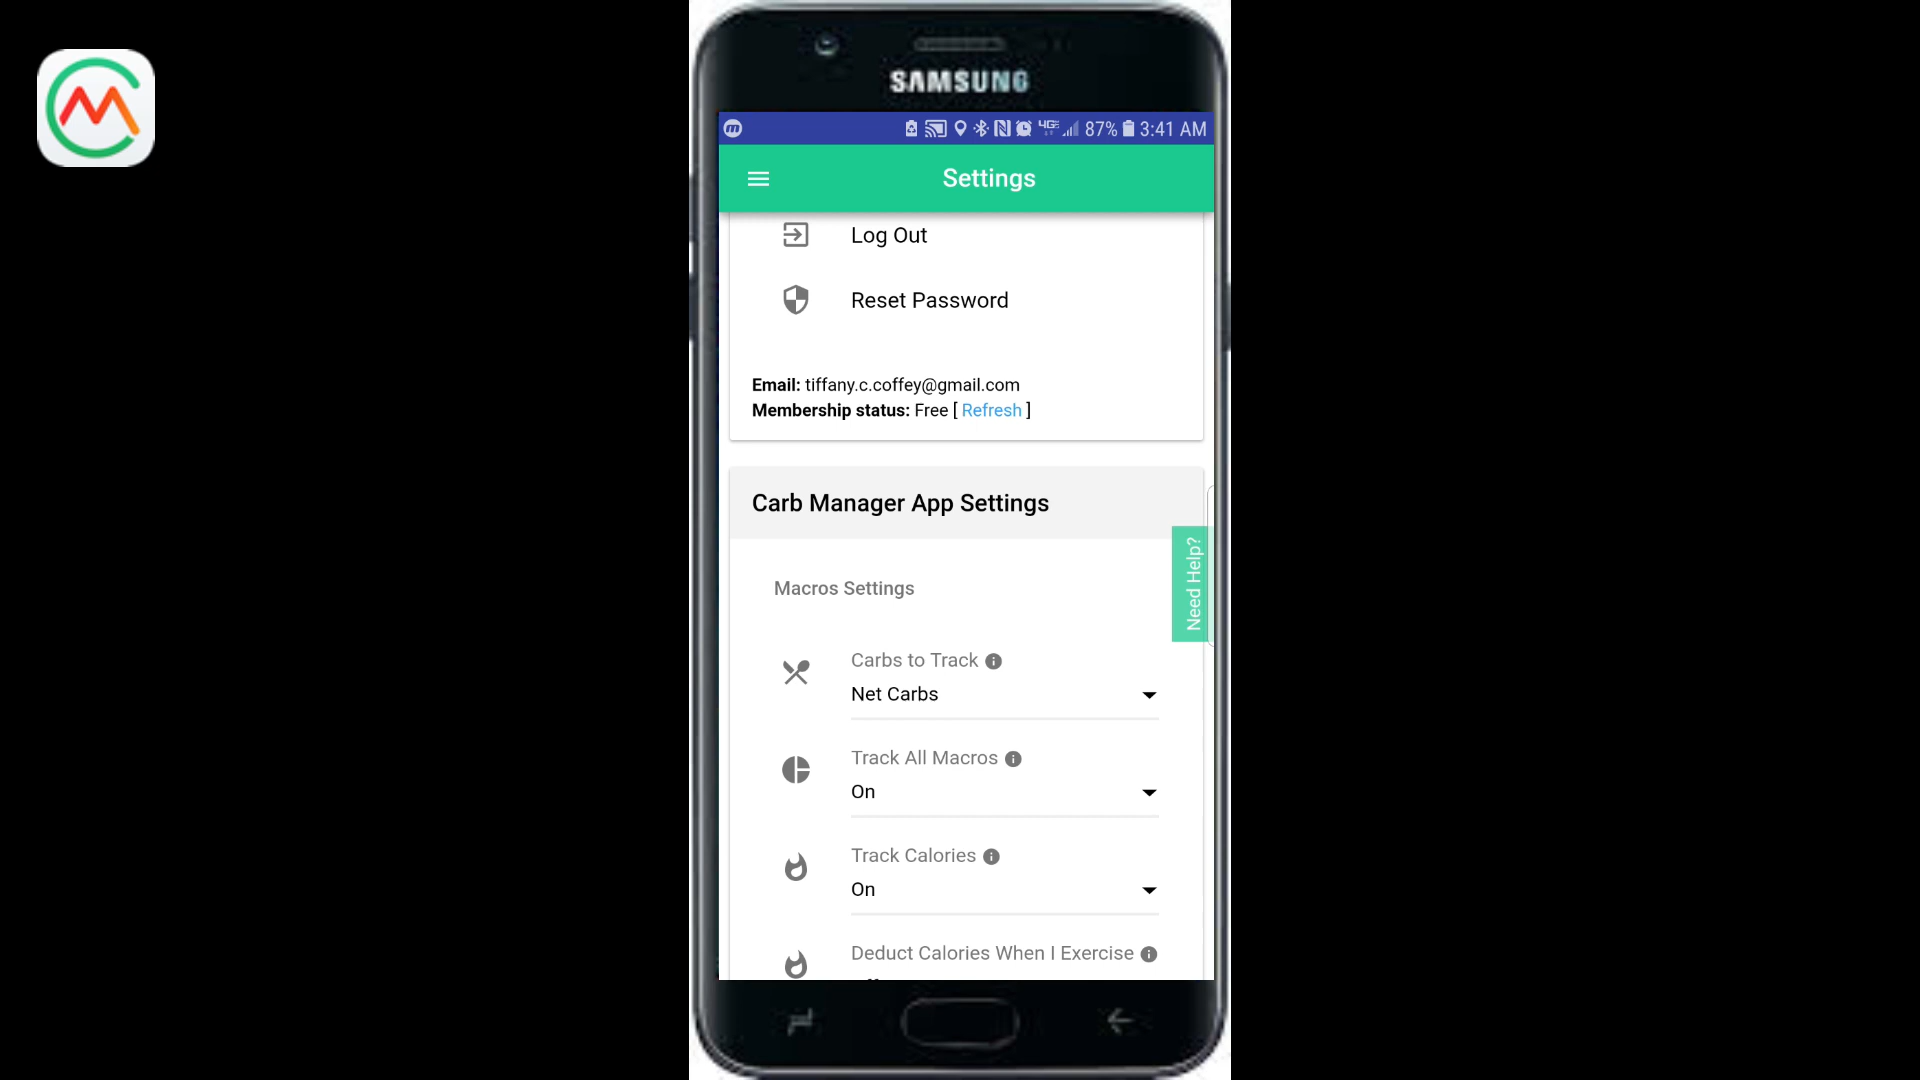 SAMSUNG
87% 3:41 AM
Settings
Log Out
Reset Password
Email: tiffany.c.coffey@gmail.com
Membership status: Free [ Refresh ]
Carb Manager App Settings
Need Help?
Macros Settings
Carbs to Track
Net Carbs
Track All Macros
On
Track Calories
On
Deduct Calories When I Exercise